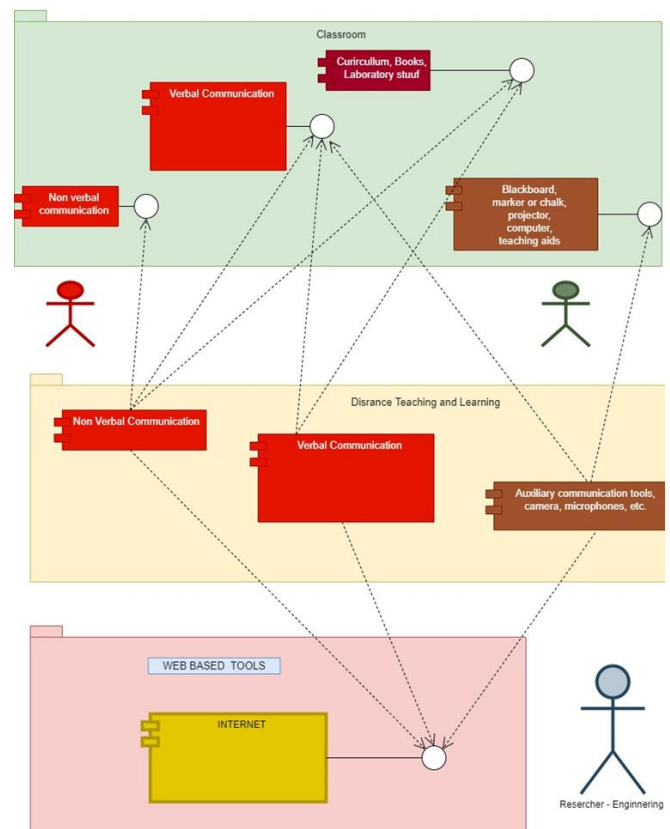 Classroom
Curircullum, Books,
Laboratory stuuf
Verbal Communication
Non verbal
communication
Blackboard,
marker or chalk,
projector,
computer,
teaching aids
Disrance Teaching and Learning
Non Verbal Communication
Verbal Communication
Auxiliary communication tools,
camera, microphones, etc.
WEB BASED TOOLS
INTERNET
Resercher - Enginnering